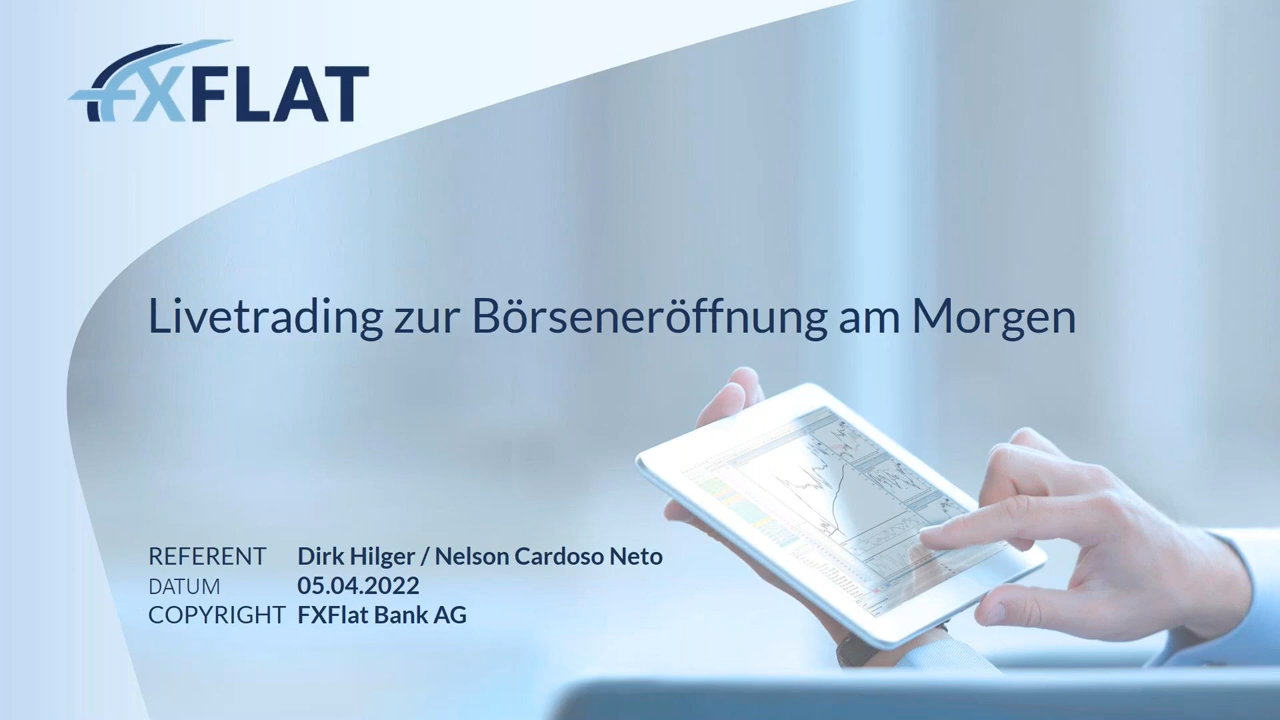 fXFLAT
Livetrading zur Börseneröffnung am Morgen
REFERENT Dirk Hilger / Nelson Cardoso Neto
DATUM 05.04.2022
COPYRIGHT FXFlat Bank AG